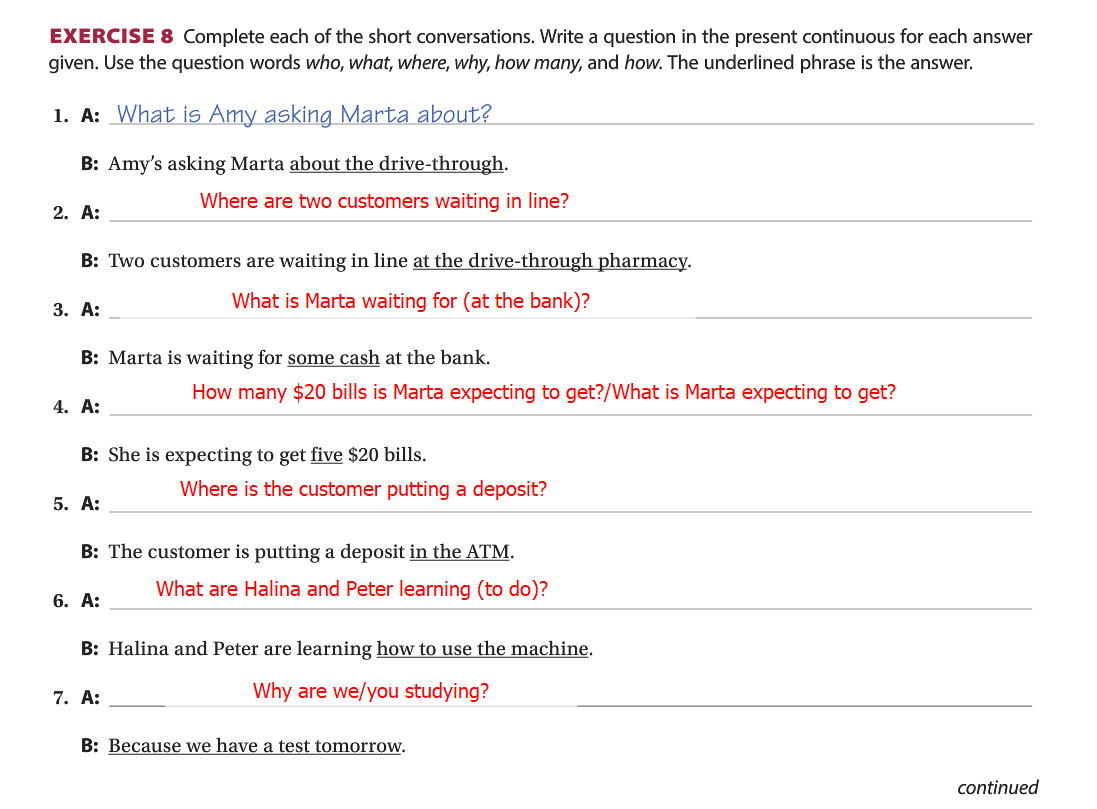 EXERCISE 8 Complete each of the short conversations. Write a question in the present continuous for each answer
given. Use the question words who, what, where, why, how many, and how. The underlined phrase is the answer.
1. A: What is Amy asking Marta about?
B: Amy's asking Marta about the drive-through.
2. A: Where are two customers waiting in line?
B: Two customers are waiting in line at the drive-through pharmacy.
3. A: What is Marta waiting for (at the bank)?
B: Marta is waiting for some cash at the bank.
4. A: How many $20 bills is Marta expecting to get?/What is Marta expecting to get?
B: She is expecting to get five $20 bills.
5. A: Where is the customer putting a deposit?
B: The customer is putting a deposit in the ATM.
6. A: What are Halina and Peter learning (to do)?
B: Halina and Peter are learning how to use the machine.
7. A: Why are we/you studying?
B: Because we have a test tomorrow.
continued